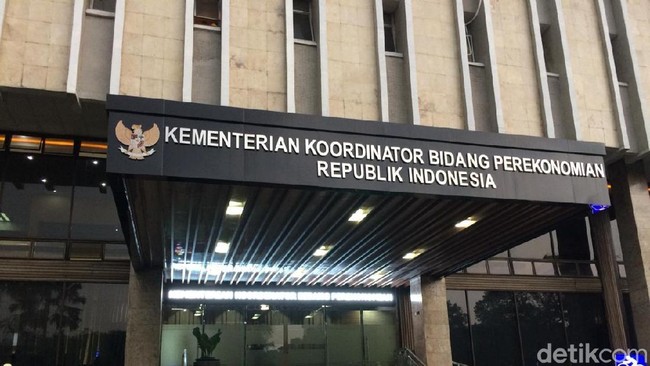 KEMENTERIAN KOORDINATOR BIDANG PEREKONOMIAN
REPUBLIK INDONESIA
detikcom